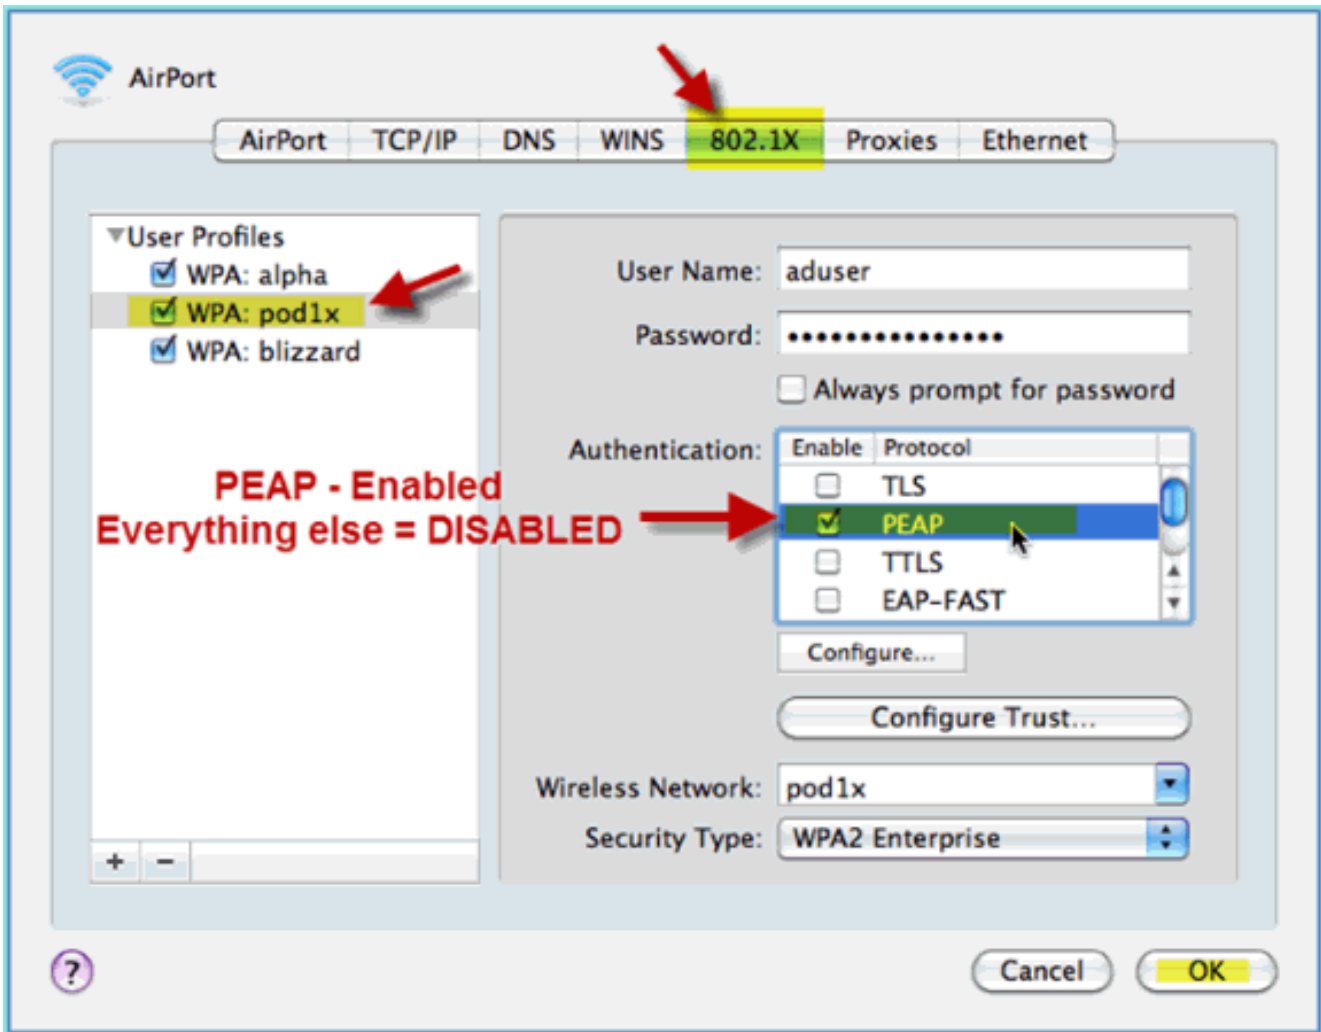 AirPort
AirPort TCP/IP DNS WINS 802.1X Proxies Ethernet
User Profiles
WPA: alpha
WPA: pod1x
WPA: blizzard
User Name: aduser
Password: •••••••••••••••
Always prompt for password
Authentication:
Enable Protocol
TLS
PEAP
TTLS
EAP-FAST
PEAP - Enabled
Everything else = DISABLED
Configure...
Configure Trust...
Wireless Network: pod1x
Security Type: WPA2 Enterprise
+ −
?
Cancel
OK